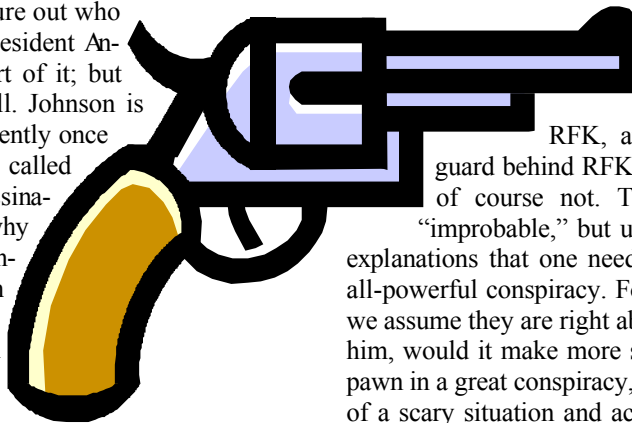 ure out who
resident An-
rt of it; but
ll. Johnson is
ently once
called
sina-
hy
n-
n
RFK, a
guard behind RFK
of course not. T
“improbable,” but u
explanations that one need
all-powerful conspiracy. Fo
we assume they are right ab
him, would it make more s
pawn in a great conspiracy,
of a scary situation and ac